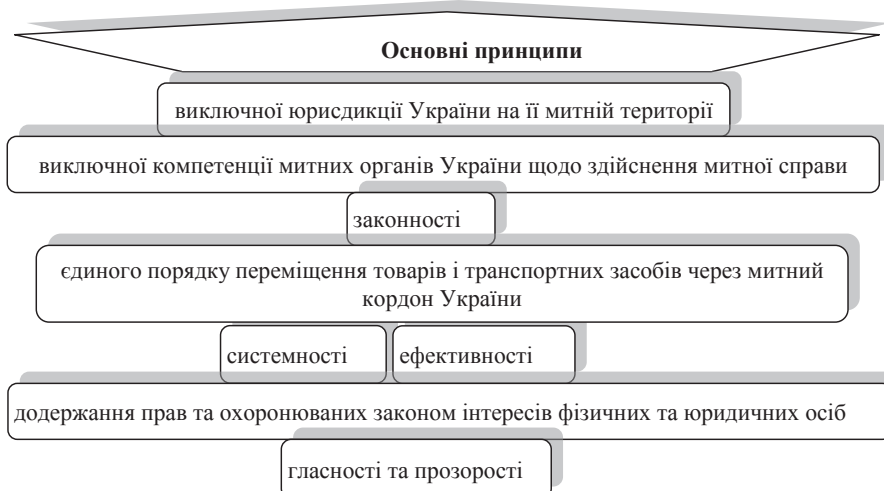 Основні принципи
виключної юрисдикції України на її митній території
виключної компетенції митних органів України щодо здійснення митної справи
законності
єдиного порядку переміщення товарів і транспортних засобів через митний
кордон України
системності
ефективності
додержання прав та охоронюваних законом інтересів фізичних та юридичних осіб
гласності та прозорості